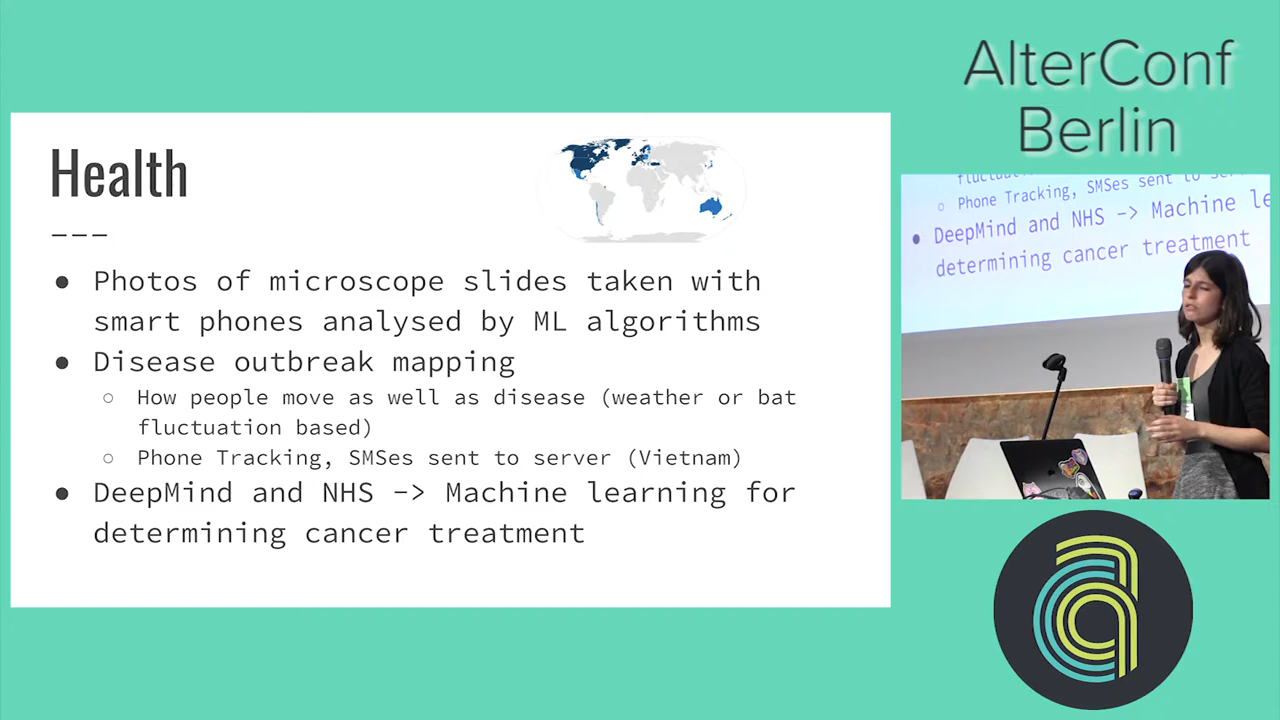 Health
● Photos of microscope slides taken with
smart phones analysed by ML algorithms
● Disease outbreak mapping
○ How people move as well as disease (weather or bat
fluctuation based)
○ Phone Tracking, SMSes sent to server (Vietnam)
● DeepMind and NHS -> Machine learning for
determining cancer treatment
AlterConf
Berlin
○ Phone Tracking, SMSes sent to
● DeepMind and NHS -> Machine le
determining cancer treatment